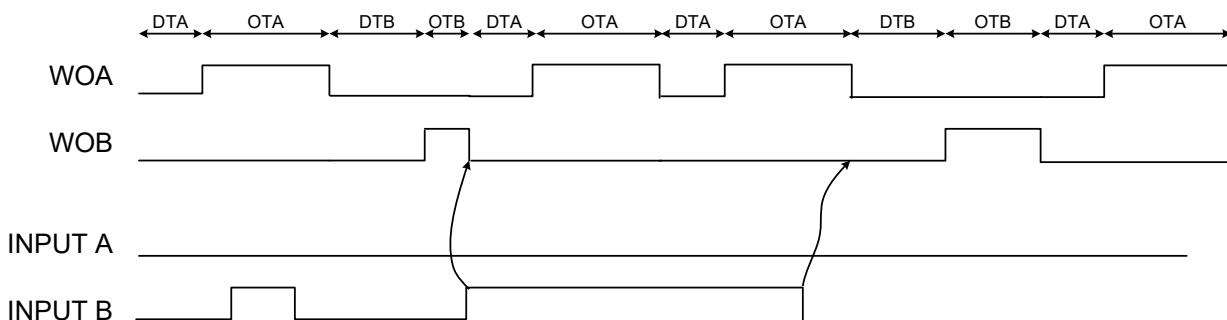 DTA OTA DTB OTB DTA OTA DTA OTA DTB OTB DTA OTA
WOA
WOB
INPUT A
INPUT B